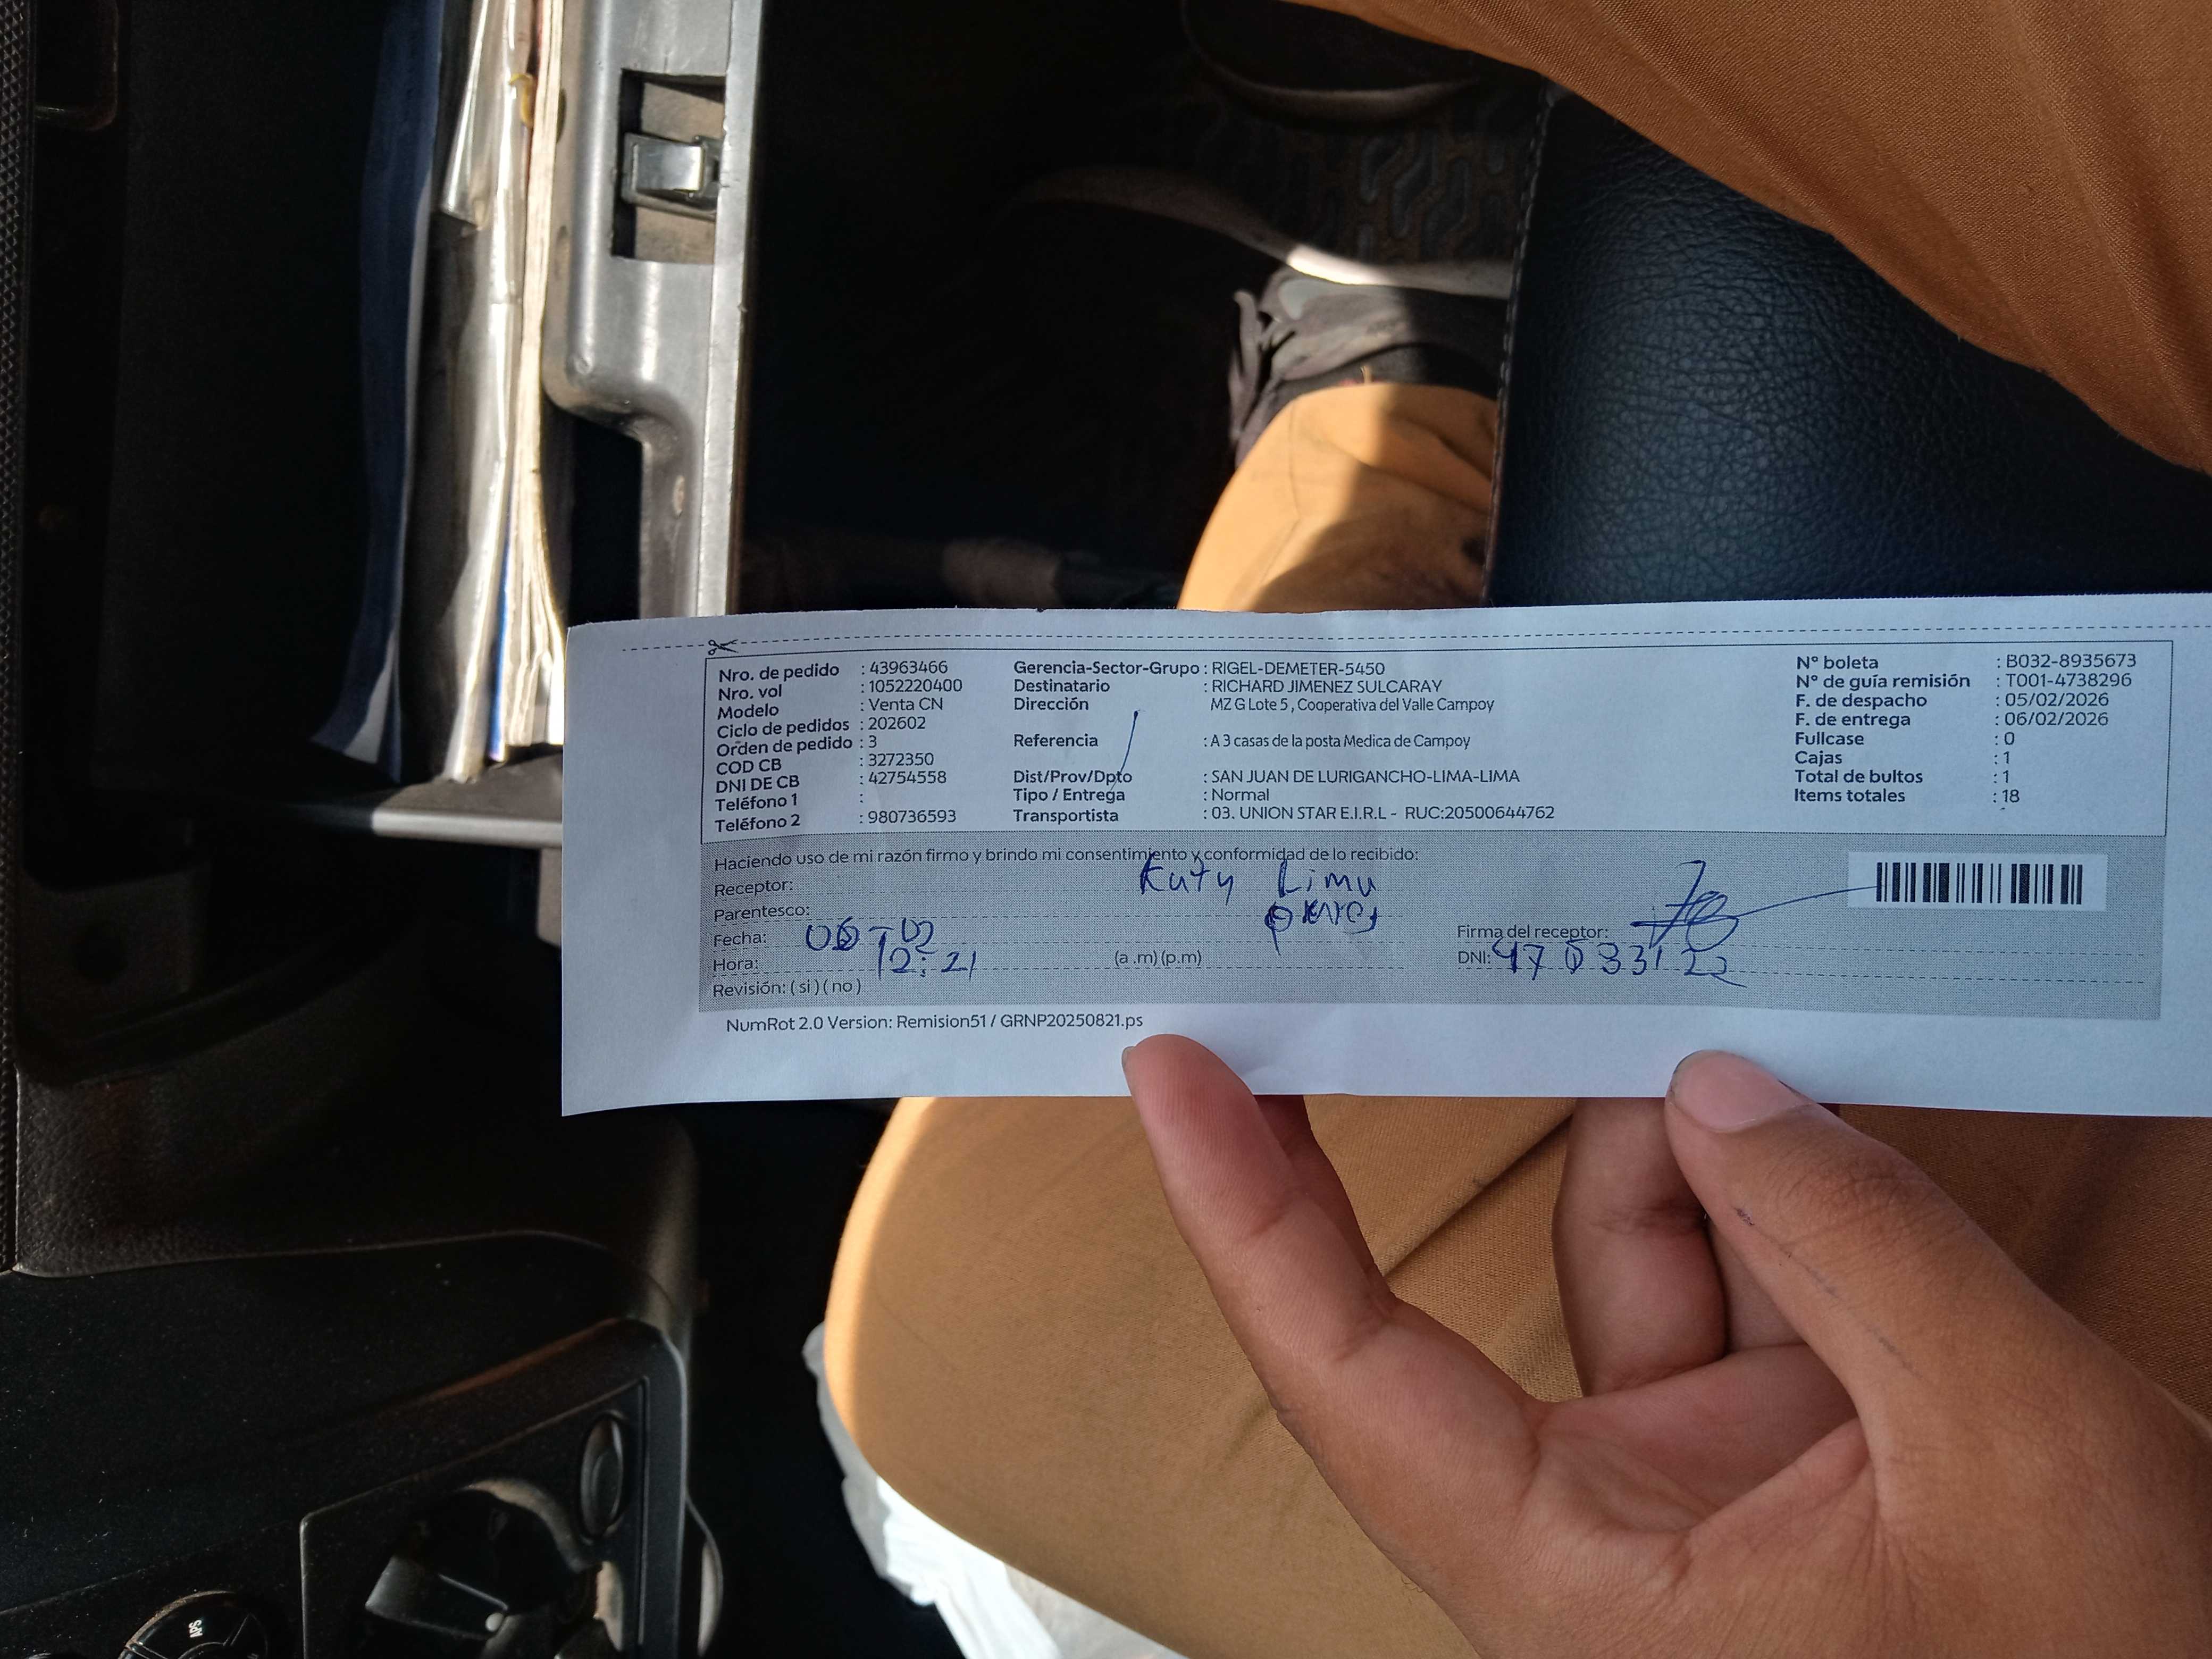 Nro. de pedido : 43963466
Nro. vol : 1052220400
Modelo : Venta CN
Ciclo de pedidos : 202602
Orden de pedido : 3
COD CB : 3272350
DNI DE CB : 42754558
Teléfono 1 :
Teléfono 2 : 980736593
Gerencia-Sector-Grupo : RIGEL-DEMETER-5450
Destinatario : RICHARD JIMENEZ SULCARAY
Dirección MZ G Lote 5 , Cooperativa del Valle Campoy
Referencia : A 3 casas de la posta Medica de Campoy
Dist/Prov/Dpto : SAN JUAN DE LURIGANCHO-LIMA-LIMA
Tipo / Entrega : Normal
Transportista : 03. UNION STAR E.I.R.L - RUC:20500644762
N° boleta : B032-8935673
N° de guía remisión : T001-4738296
F. de despacho : 05/02/2026
F. de entrega : 06/02/2026
Fullcase : 0
Cajas : 1
Total de bultos : 1
Items totales : 18
Haciendo uso de mi razón firmo y brindo mi consentimiento y conformidad de lo recibido:
Receptor: Katy Lima
Parentesco:
Fecha: 06-02
Hora: 12:21 (a .m) (p.m)
Revisión: ( si ) ( no )
Firma del receptor:
DNI: 47033122
NumRot 2.0 Version: Remision51 / GRNP20250821.ps